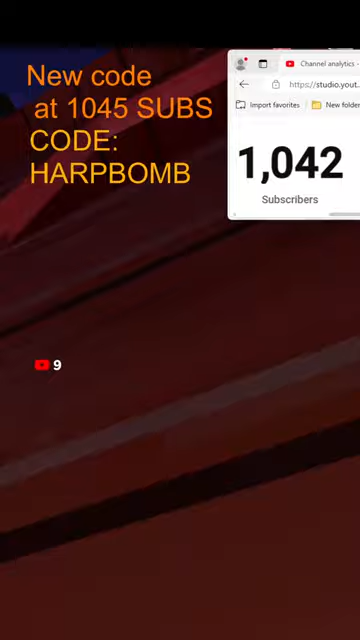 New code
at 1045 SUBS
CODE:
HARPBOMB
Channel analytics -
https://studio.yout
Import favorites
New folde
1,042
Subscribers
9